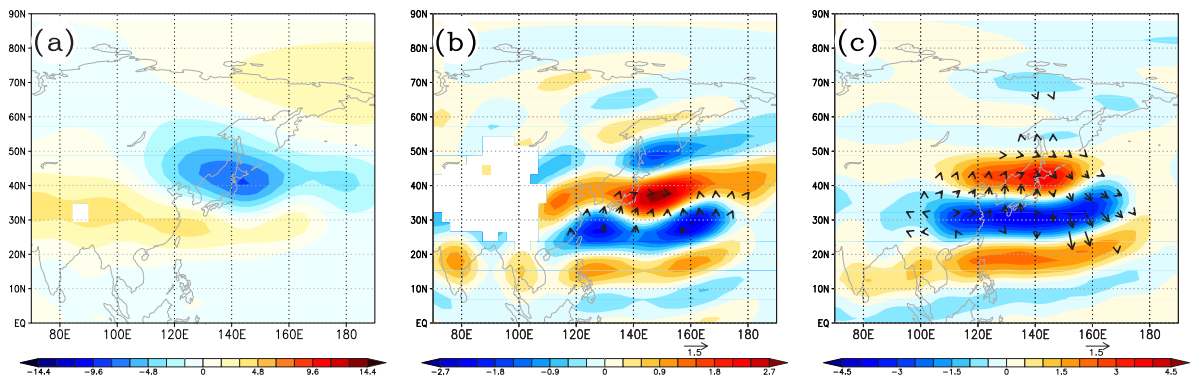 (a) (b) (c)
90N 90N 90N
80N 80N 80N
70N 70N 70N
60N 60N 60N
50N 50N 50N
40N 40N 40N
30N 30N 30N
20N 20N 20N
10N 10N 10N
EQ EQ EQ
80E 100E 120E 140E 160E 180 80E 100E 120E 140E 160E 180 80E 100E 120E 140E 160E 180
1.5 1.5
-14.4 -9.6 -4.8 0 4.8 9.6 14.4 -2.7 -1.8 -0.9 0 0.9 1.8 2.7 -4.5 -3 -1.5 0 1.5 3 4.5